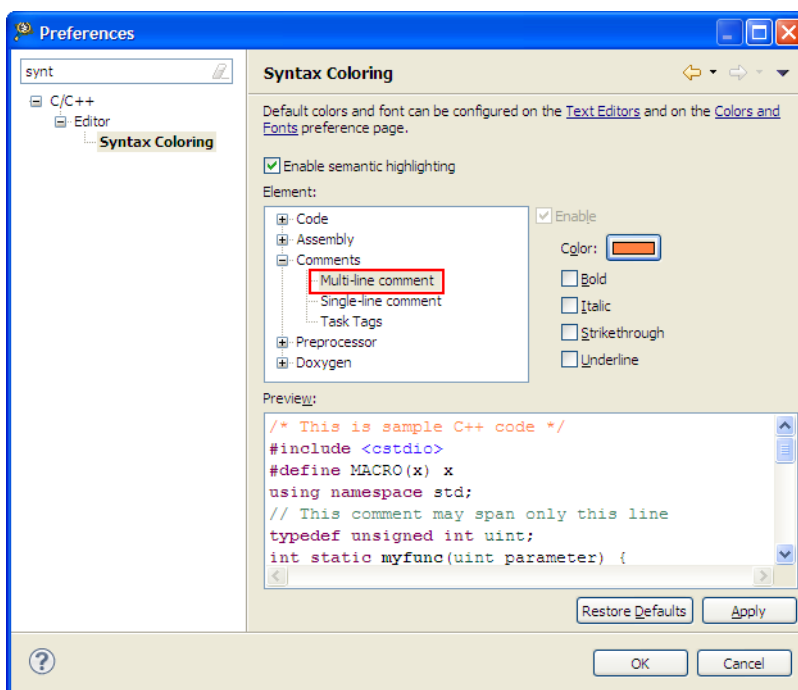 Preferences
synt
Syntax Coloring
C/C++
Editor
Syntax Coloring
Default colors and font can be configured on the Text Editors and on the Colors and
Fonts preference page.
Enable semantic highlighting
Element:
Code
Assembly
Comments
Multi-line comment
Single-line comment
Task Tags
Preprocessor
Doxygen
Enable
Color:
Bold
Italic
Strikethrough
Underline
Preview:
/* This is sample C++ code */
#include <cstdio>
#define MACRO(x) x
using namespace std;
// This comment may span only this line
typedef unsigned int uint;
int static myfunc(uint parameter) {
Restore Defaults
Apply
?
OK
Cancel